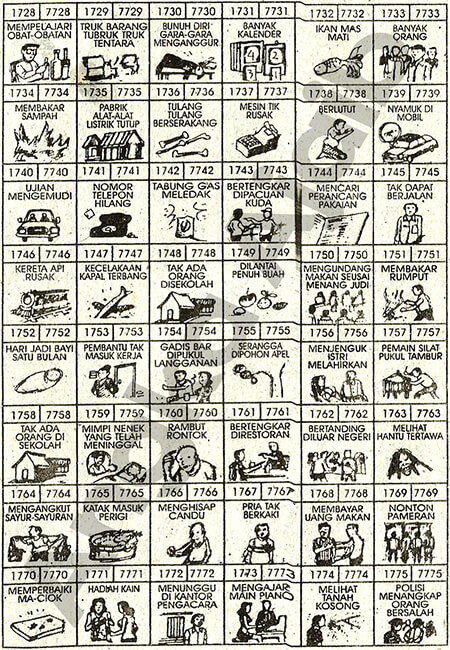 1728 7728 1729 7729 1730 7730 1731 7731 1732 7732 1733 7733
MEMPELAJARI
OBAT-OBATAN
TRUK BARANG
TUBRUK TRUK
TENTARA
BUNUH DIRI
GARA-GARA
MENGANGGUR
BANYAK
KALENDER
IKAN MAS
MATI
BANYAK
ORANG
1734 7734 1735 7735 1736 7736 1737 7737 1738 7738 1739 7739
MEMBAKAR
SAMPAH
PABRIK
ALAT-ALAT
LISTRIK TUTUP
TULANG
TULANG
BERSERAKANG
MESIN TIK
RUSAK
BERLUTUT
NYAMUK DI
MOBIL
1740 7740 1741 7741 1742 7742 1743 7743 1744 7744 1745 7745
UJIAN
MENGEMUDI
NOMOR
TELEPON
HILANG
TABUNG GAS
MELEDAK
BERTENGKAR
DIPACUAN
KUDA
MENCARI
PERANCANG
PAKAIAN
TAK DAPAT
BERJALAN
1746 7746 1747 7747 1748 7748 1749 7749 1750 7750 1751 7751
KERETA API
RUSAK
KECELAKAAN
KAPAL TERBANG
TAK ADA
ORANG
DISEKOLAH
DILANTAI
PENUH BUAH
MENGUNDANG
MAKAN SEUSAI
MENANG JUDI
MEMBAKAR
RUMPUT
1752 7752 1753 7753 1754 7754 1755 7755 1756 7756 1757 7757
HARI JADI BAYI
SATU BULAN
PEMBANTU TAK
MASUK KERJA
GADIS BAR
DIPUKUL
LANGGANAN
SERANGGA
DIPOHON APEL
MENJENGUK
ISTRI
MELAHIRKAN
PEMAIN SILAT
PUKUL TAMBUR
1758 7758 1759 7759 1760 7760 1761 7761 1762 7762 1763 7763
TAK ADA
ORANG DI
SEKOLAH
MIMPI NENEK
YANG TELAH
MENINGGAL
RAMBUT
RONTOK
BERTENGKAR
DIRESTORAN
BERTANDING
DILUAR NEGERI
MELIHAT
HANTU TERTAWA
1764 7764 1765 7765 1766 7766 1767 7767 1768 7768 1769 7769
MENGANGKUT
SAYUR-SAYURAN
KATAK MASUK
PERIGI
MENGHISAP
CANDU
PRIA TAK
BERKAKI
MEMBAYAR
UANG MAKAN
NONTON
PAMERAN
1770 7770 1771 7771 1772 7772 1773 7773 1774 7774 1775 7775
MEMPERBAIKI
MA-CIOK
HADIAH KAIN
MENUNGGU
DI KANTOR
PENGACARA
MENGAJAR
MAIN PIANO
MELIHAT
TANAH
KOSONG
POLISI
MENANGKAP
ORANG
BERSALAH